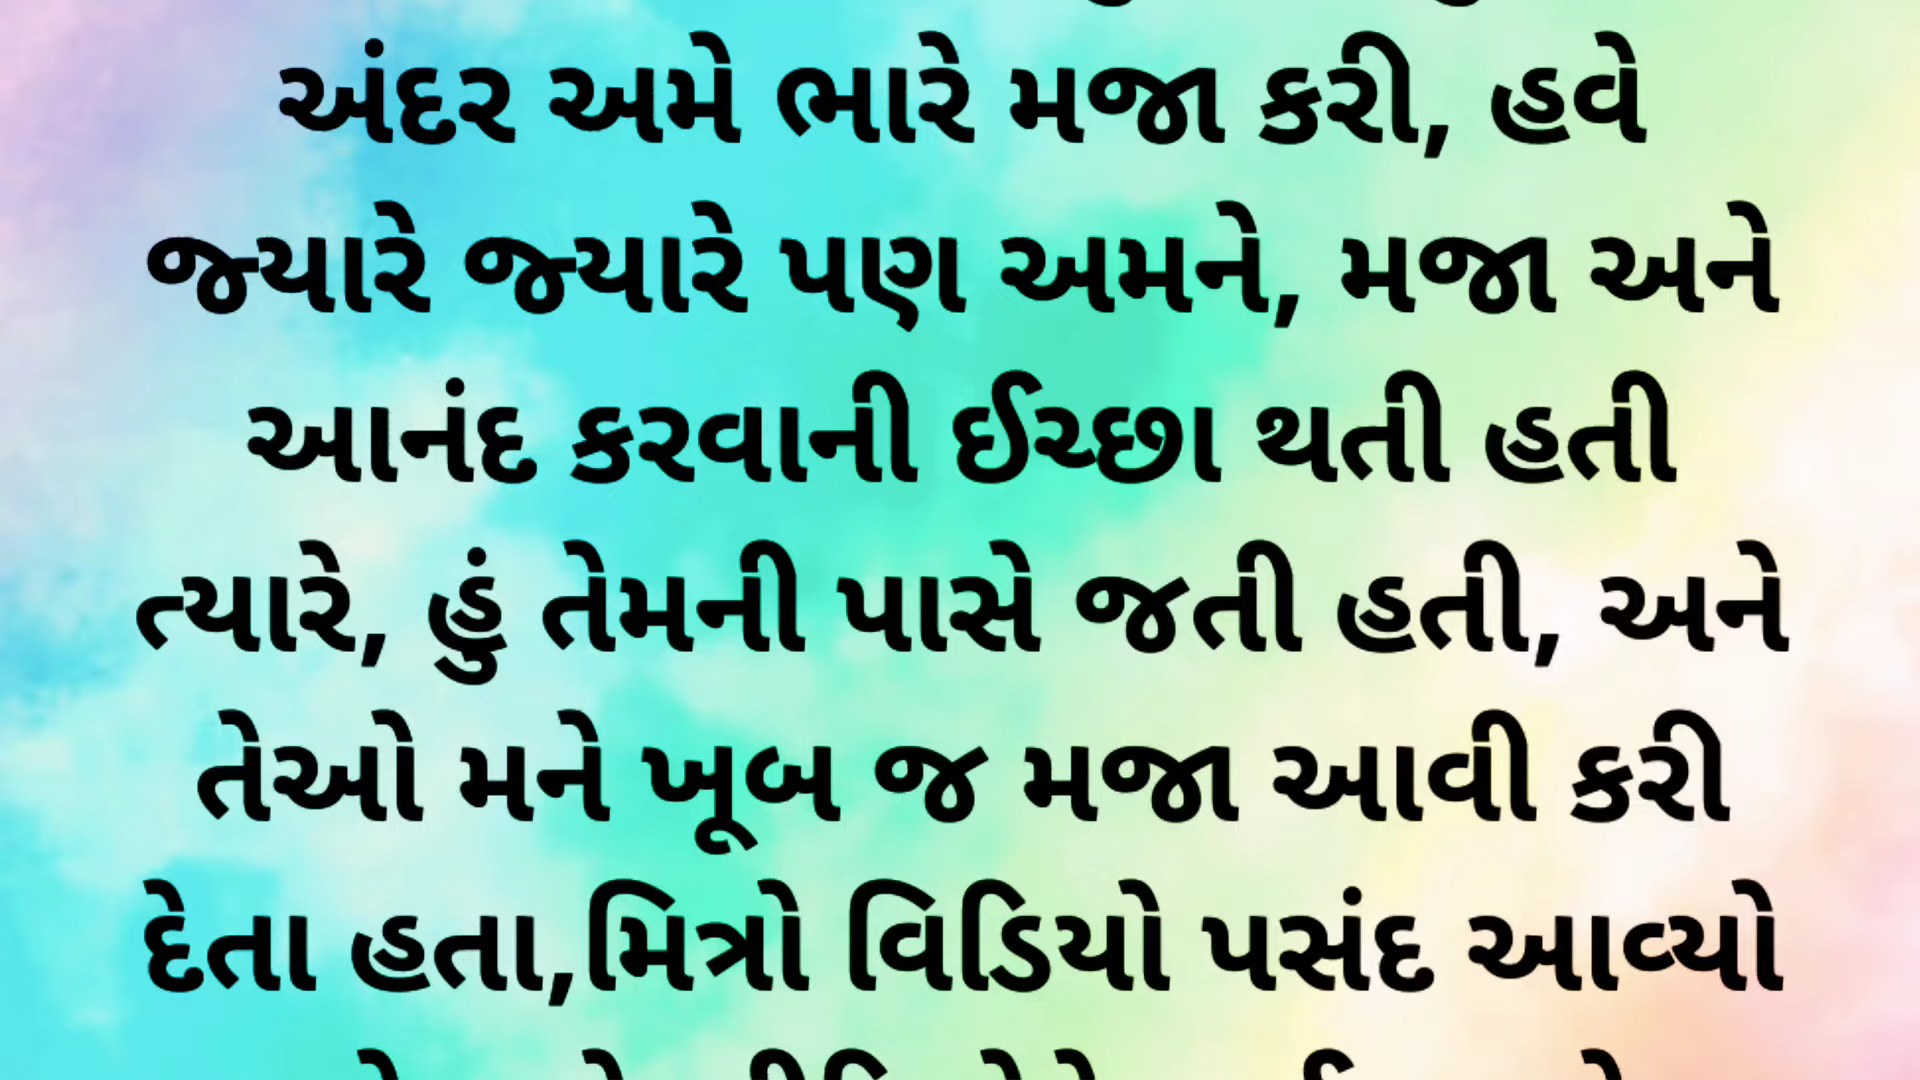 અંદર અમે ભારે મજા કરી, હવે
જ્યારે જ્યારે પણ અમને, મજા અને
આનંદ કરવાની ઈચ્છા થતી હતી
ત્યારે, હું તેમની પાસે જતી હતી, અને
તેઓ મને ખૂબ જ મજા આવી કરી
દેતા હતા,મિત્રો વિડિયો પસંદ આવ્યો